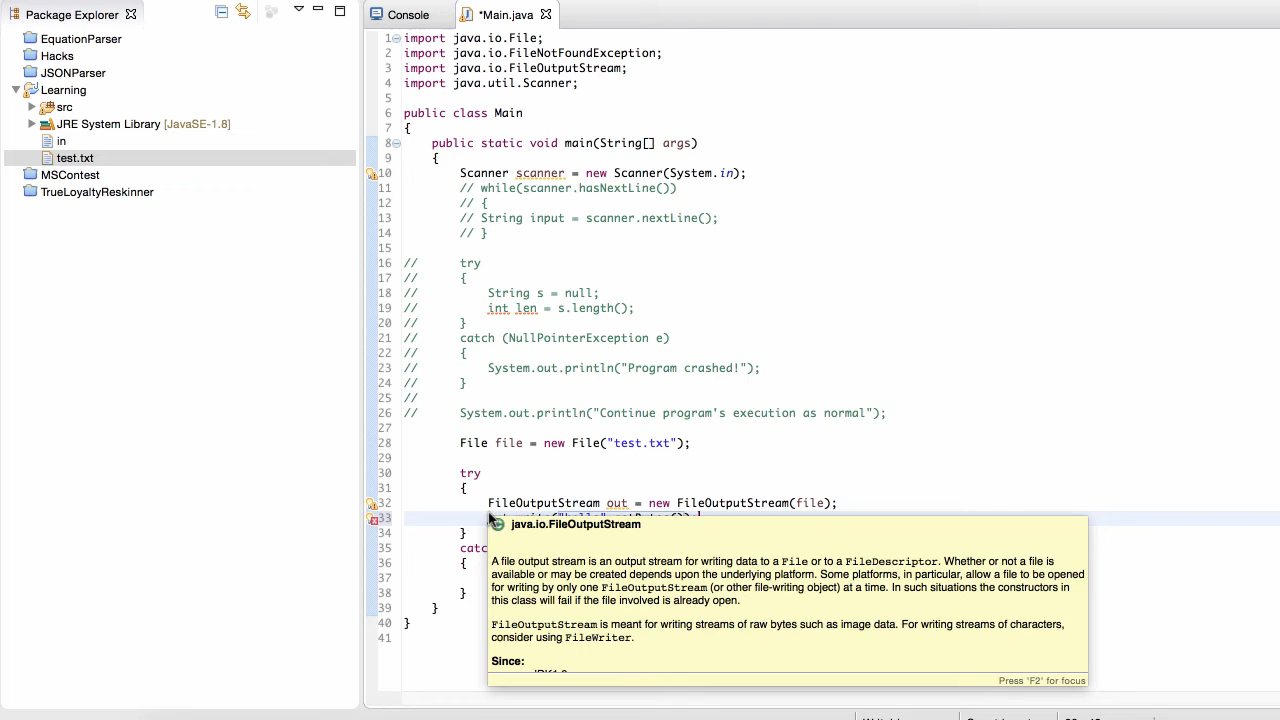 Package Explorer
EquationParser
Hacks
JSONParser
Learning
src
JRE System Library [JavaSE-1.8]
in
test.txt
MSContest
TrueLoyaltyReskinner
Console
*Main.java
1 import java.io.File;
2 import java.io.FileNotFoundException;
3 import java.io.FileOutputStream;
4 import java.util.Scanner;
5
6 public class Main
7 {
8 public static void main(String[] args)
9 {
10 Scanner scanner = new Scanner(System.in);
11 // while(scanner.hasNextLine())
12 // {
13 // String input = scanner.nextLine();
14 // }
15
16 // try
17 // {
18 // String s = null;
19 // int len = s.length();
20 // }
21 // catch (NullPointerException e)
22 // {
23 // System.out.println("Program crashed!");
24 // }
25 //
26 // System.out.println("Continue program's execution as normal");
27
28 File file = new File("test.txt");
29
30 try
31 {
32 FileOutputStream out = new FileOutputStream(file);
33
34 }
35 catc
36 {
37
38 }
39 }
40 }
41
java.io.FileOutputStream
A file output stream is an output stream for writing data to a File or to a FileDescriptor. Whether or not a file is
available or may be created depends upon the underlying platform. Some platforms, in particular, allow a file to be opened
for writing by only one FileOutputStream (or other file-writing object) at a time. In such situations the constructors in
this class will fail if the file involved is already open.
FileOutputStream is meant for writing streams of raw bytes such as image data. For writing streams of characters,
consider using FileWriter.
Since:
Press 'F2' for focus